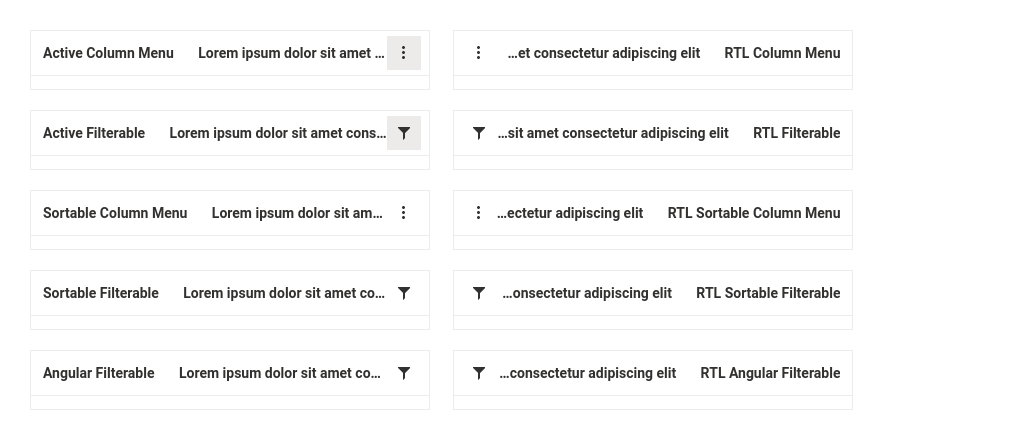 Active Column Menu Lorem ipsum dolor sit amet ...
...et consectetur adipiscing elit RTL Column Menu
Active Filterable Lorem ipsum dolor sit amet cons...
...sit amet consectetur adipiscing elit RTL Filterable
Sortable Column Menu Lorem ipsum dolor sit am...
...ectetur adipiscing elit RTL Sortable Column Menu
Sortable Filterable Lorem ipsum dolor sit amet co...
...onsectetur adipiscing elit RTL Sortable Filterable
Angular Filterable Lorem ipsum dolor sit amet co...
...consectetur adipiscing elit RTL Angular Filterable